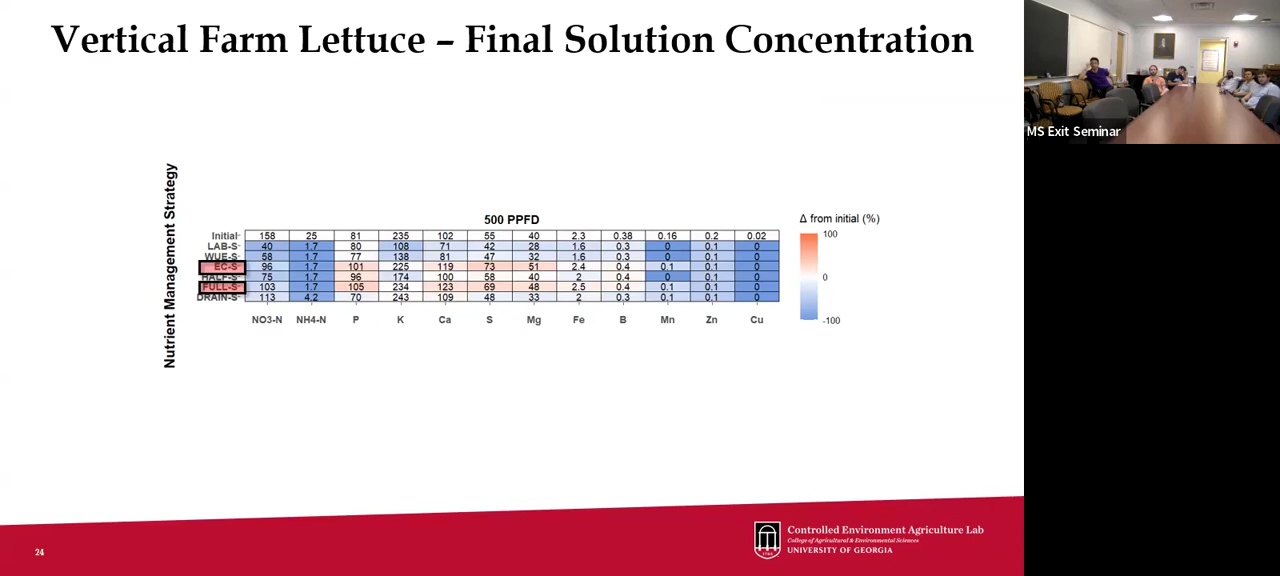 Vertical Farm Lettuce – Final Solution Concentration
MS Exit Seminar
Nutrient Management Strategy
500 PPFD
Initial 158 25 81 235 102 55 40 2.3 0.38 0.16 0.2 0.02
LAB-S 40 1.7 80 108 71 42 28 1.6 0.3 0 0.1 0
WUE-S 58 1.7 77 138 81 47 32 1.6 0.3 0 0.1 0
EC-S 96 1.7 101 225 119 73 51 2.4 0.4 0.1 0.1 0
HALF-S 75 1.7 96 174 100 58 40 2 0.4 0 0.1 0
FULL-S 103 1.7 105 234 123 69 48 2.5 0.4 0.1 0.1 0
DRAIN-S 113 4.2 70 243 109 48 33 2 0.3 0.1 0.1 0
NO3-N NH4-N P K Ca S Mg Fe B Mn Zn Cu
Δ from initial (%)
100
0
-100
24
1785
Controlled Environment Agriculture Lab
College of Agricultural & Environmental Sciences
UNIVERSITY OF GEORGIA